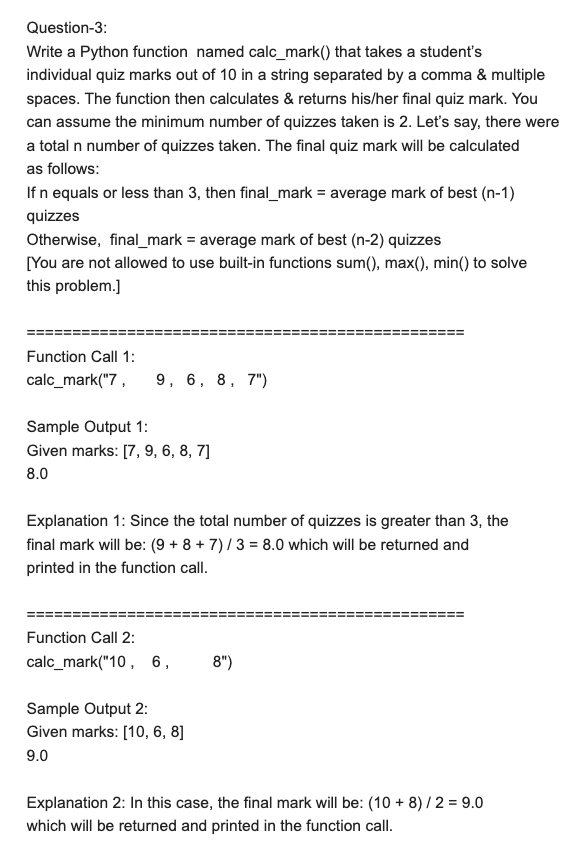 Question-3:
Write a Python function  named calc_mark() that takes a student's
individual quiz marks out of 10 in a string separated by a comma & multiple
spaces. The function then calculates & returns his/her final quiz mark. You
can assume the minimum number of quizzes taken is 2. Let's say, there were
a total n number of quizzes taken. The final quiz mark will be calculated
as follows:
If n equals or less than 3, then final_mark = average mark of best (n-1)
quizzes
Otherwise,  final_mark = average mark of best (n-2) quizzes
[You are not allowed to use built-in functions sum(), max(), min() to solve
this problem.]
================================================
Function Call 1:
calc_mark("7 ,      9 ,   6 ,   8 ,   7")
Sample Output 1:
Given marks: [7, 9, 6, 8, 7]
8.0
Explanation 1: Since the total number of quizzes is greater than 3, the
final mark will be: (9 + 8 + 7) / 3 = 8.0 which will be returned and
printed in the function call.
================================================
Function Call 2:
calc_mark("10 ,    6 ,          8")
Sample Output 2:
Given marks: [10, 6, 8]
9.0
Explanation 2: In this case, the final mark will be: (10 + 8) / 2 = 9.0
which will be returned and printed in the function call.